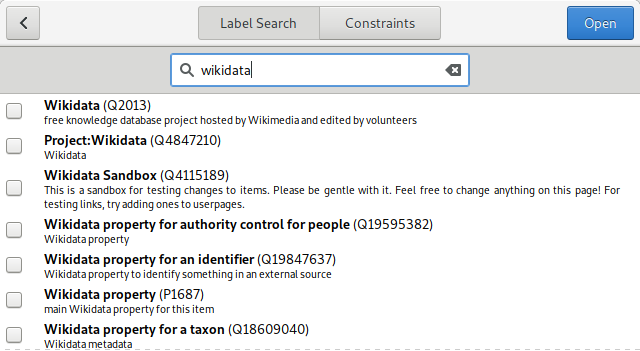 Label Search
Constraints
Open
wikidata
Wikidata (Q2013)
free knowledge database project hosted by Wikimedia and edited by volunteers
Project:Wikidata (Q4847210)
Wikidata
Wikidata Sandbox (Q4115189)
This is a sandbox for testing changes to items. Please be gentle with it. Feel free to change anything on this page! For
testing links, try adding ones to userpages.
Wikidata property for authority control for people (Q19595382)
Wikidata property
Wikidata property for an identifier (Q19847637)
Wikidata property to identify something in an external source
Wikidata property (P1687)
main Wikidata property for this item
Wikidata property for a taxon (Q18609040)
Wikidata metadata